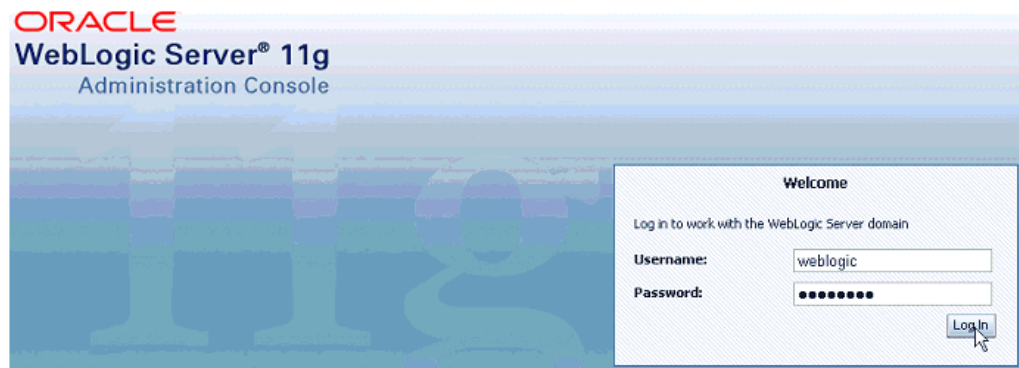 ORACLE
WebLogic Server® 11g
Administration Console
11g
Welcome
Log in to work with the WebLogic Server domain
Username:
weblogic
Password:
●●●●●●●●
Log In